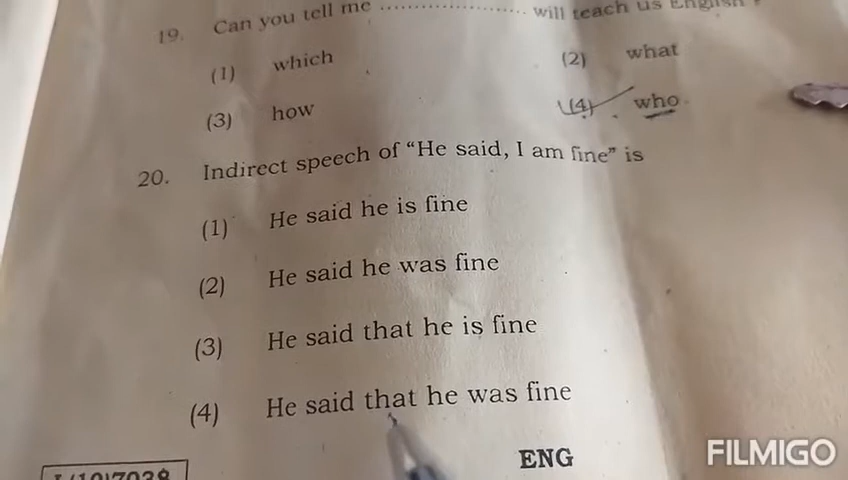 19. Can you tell me ........................ will teach us English ?
(1) which (2) what
(3) how (4) who
20. Indirect speech of “He said, I am fine” is
(1) He said he is fine
(2) He said he was fine
(3) He said that he is fine
(4) He said that he was fine
ENG
FILMIGO